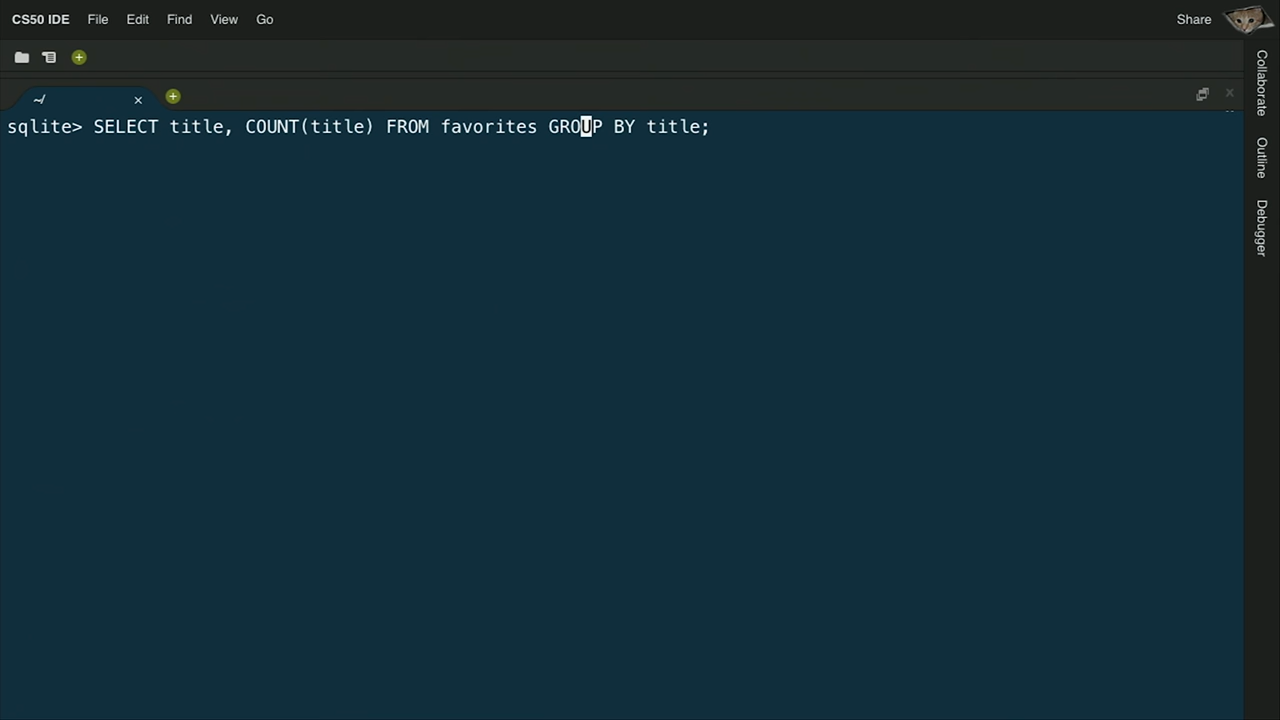 CS50 IDE File Edit Find View Go Share
~/
sqlite> SELECT title, COUNT(title) FROM favorites GROUP BY title;
Collaborate
Outline
Debugger